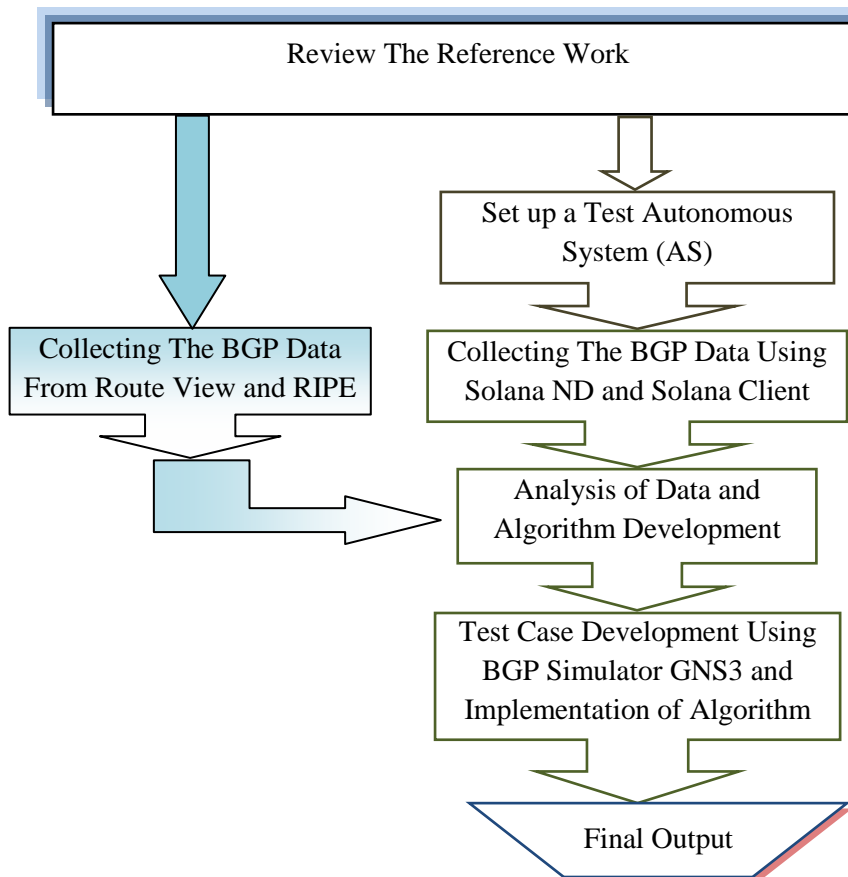 Review The Reference Work
Set up a Test Autonomous
System (AS)
Collecting The BGP Data
From Route View and RIPE
Collecting The BGP Data Using
Solana ND and Solana Client
Analysis of Data and
Algorithm Development
Test Case Development Using
BGP Simulator GNS3 and
Implementation of Algorithm
Final Output